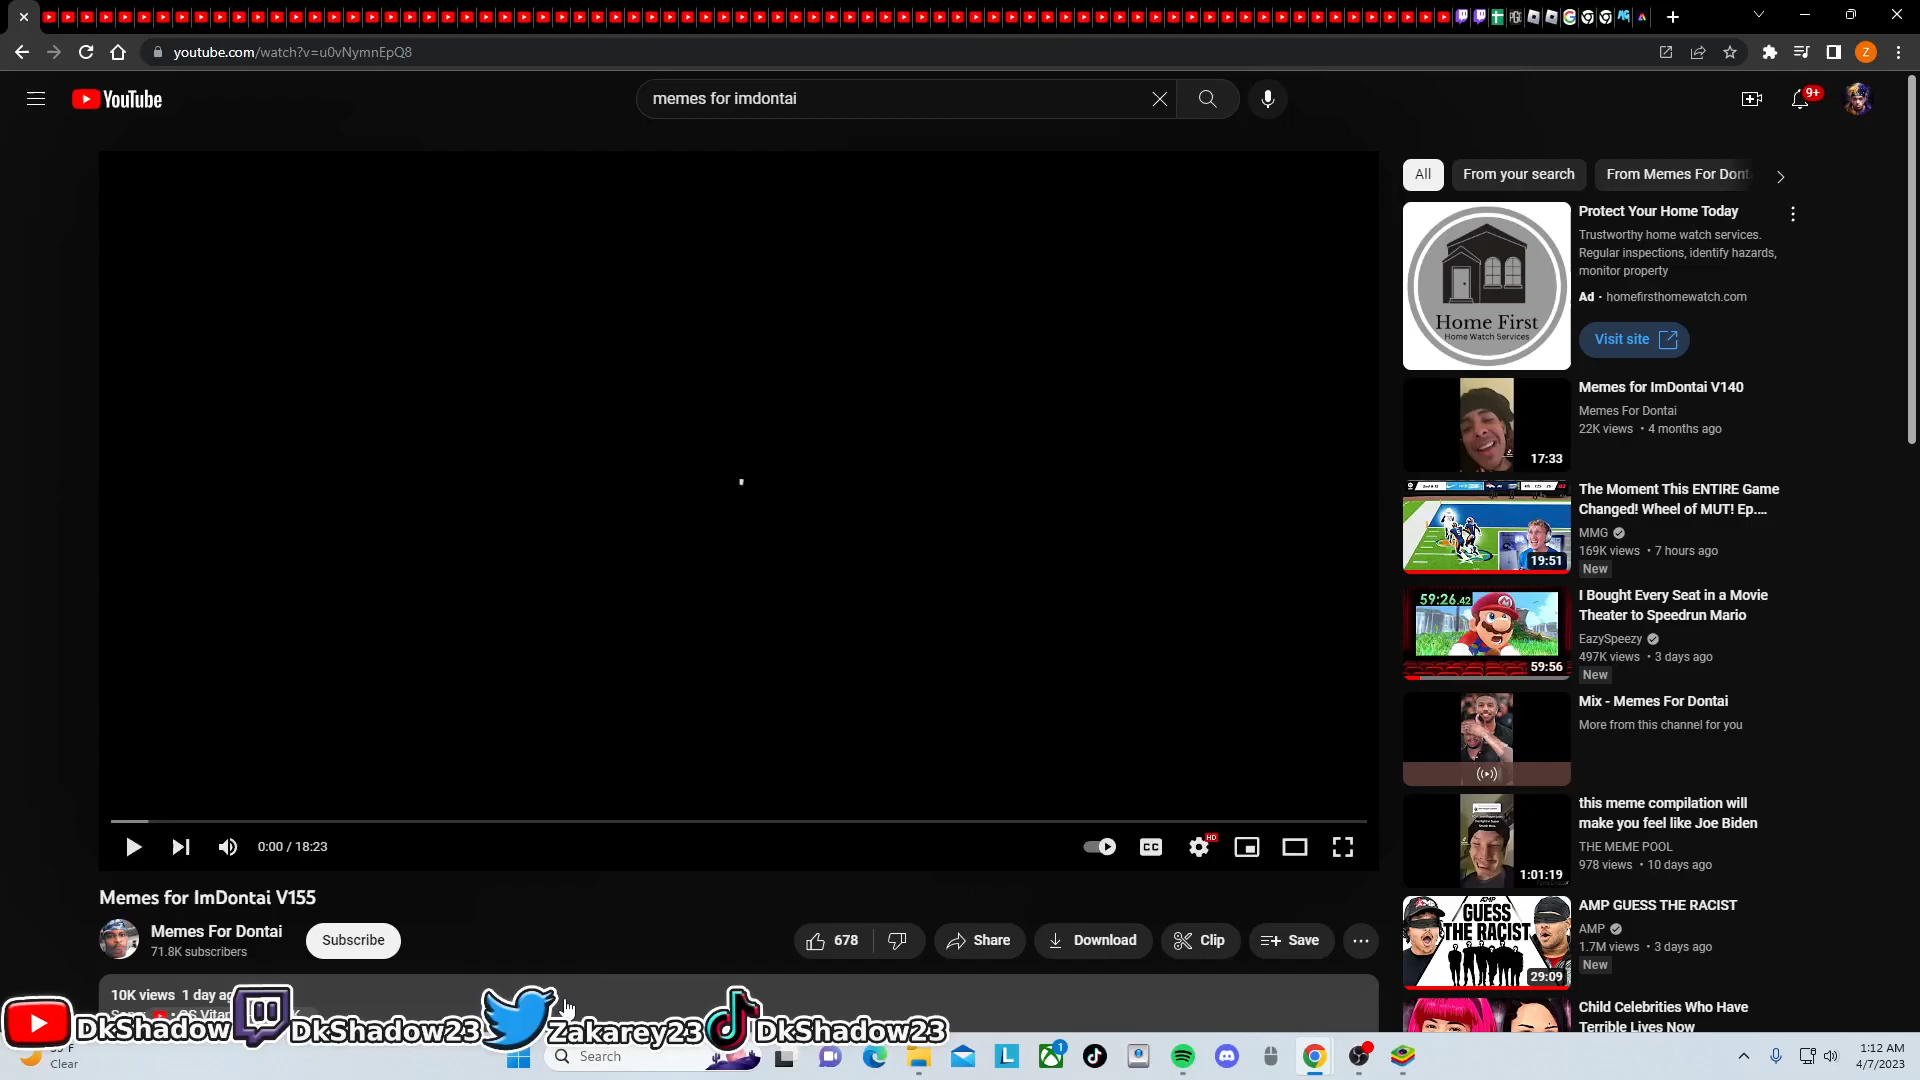 youtube.com/watch?v=u0vNymnEpQ8
YouTube
memes for imdontai
9+
Z
All
From your search
From Memes For Dont
Home First
Home Watch Services
Protect Your Home Today
Trustworthy home watch services.
Regular inspections, identify hazards,
monitor property
Ad · homefirsthomewatch.com
Visit site
17:33
Memes for ImDontai V140
Memes For Dontai
22K views • 4 months ago
19:51
The Moment This ENTIRE Game
Changed! Wheel of MUT! Ep....
MMG
169K views • 7 hours ago
New
59:26.42
59:56
I Bought Every Seat in a Movie
Theater to Speedrun Mario
EazySpeezy
497K views • 3 days ago
New
Mix - Memes For Dontai
More from this channel for you
1:01:19
this meme compilation will
make you feel like Joe Biden
THE MEME POOL
978 views • 10 days ago
AMP
GUESS
THE RACIST
29:09
AMP GUESS THE RACIST
AMP
1.7M views • 3 days ago
New
Child Celebrities Who Have
Terrible Lives Now
0:00 / 18:23
CC
HD
Memes for ImDontai V155
Memes For Dontai
71.8K subscribers
Subscribe
678
Share
Download
Clip
Save
10K views 1 day ag
DkShadow
DkShadow23
Zakarey23
DkShadow23
Clear
Search
L
1
1:12 AM
4/7/2023